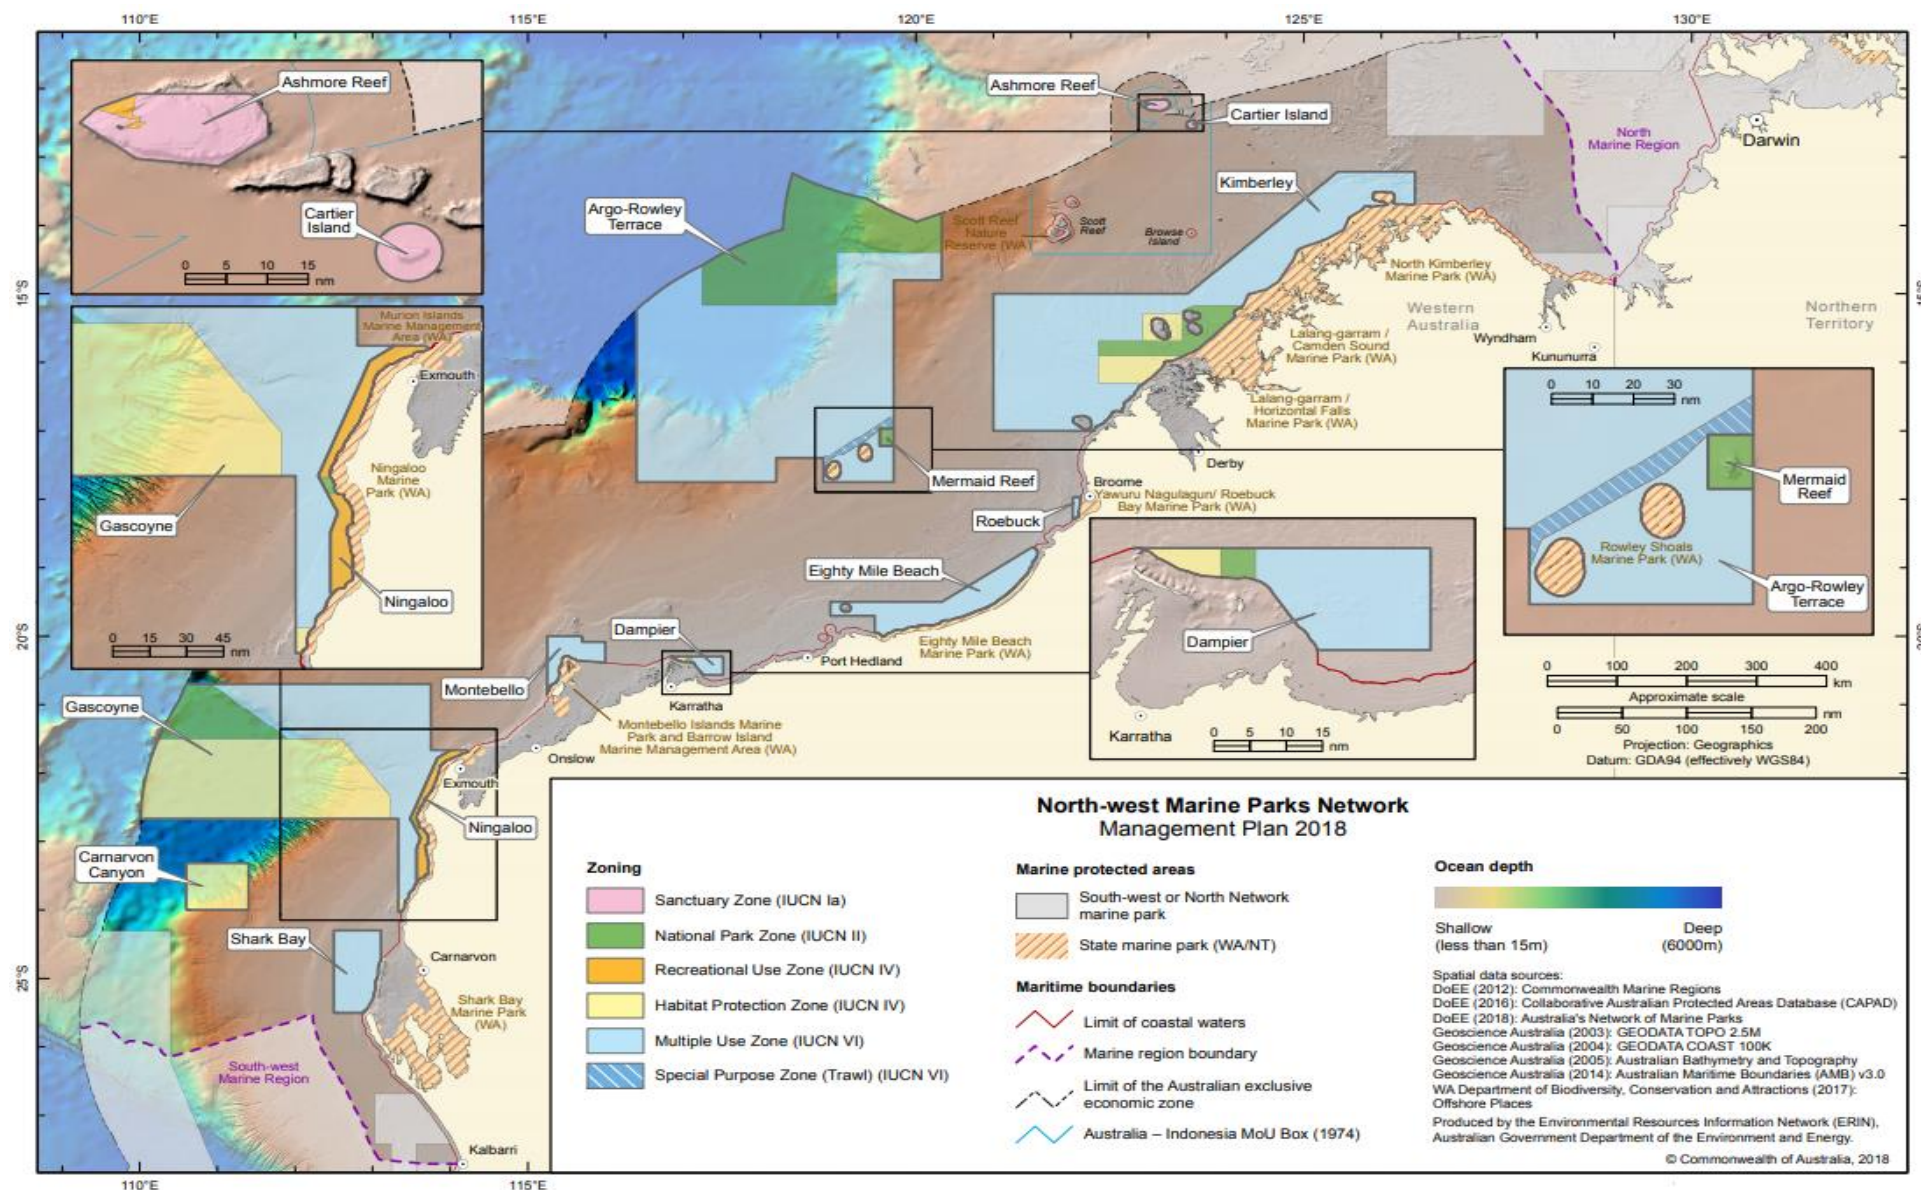 110°E
115°E
120°E
125°E
130°E
Ashmore Reef
Cartier
Island
0 5 10 15
nm
Ashmore Reef
Cartier Island
North
Marine Region
Darwin
Kimberley
Argo-Rowley
Terrace
Scott Reef
Nature
Reserve (WA)
Scott
Reef
Browse
Island
North Kimberley
Marine Park (WA)
15°S
15°S
Western
Australia
Northern
Territory
Wyndham
Kununurra
Lalang-garram /
Camden Sound
Marine Park (WA)
Lalang-garram /
Horizontal Falls
Marine Park (WA)
Murion Islands
Marine Management
Area (WA)
Exmouth
Ningaloo
Marine
Park (WA)
Gascoyne
Ningaloo
0 15 30 45
nm
0 10 20 30
nm
Mermaid
Reef
Rowley Shoals
Marine Park (WA)
Argo-Rowley
Terrace
Mermaid Reef
Derby
Broome
Yawuru Nagulagun/ Roebuck
Bay Marine Park (WA)
Roebuck
Eighty Mile Beach
Dampier
Eighty Mile Beach
Marine Park (WA)
Port Hedland
Karratha
Montebello
Montebello Islands Marine
Park and Barrow Island
Marine Management Area (WA)
Onslow
Dampier
Karratha
0 5 10 15
nm
20°S
20°S
0 100 200 300 400
km
Approximate scale
nm
0 50 100 150 200
Projection: Geographics
Datum: GDA94 (effectively WGS84)
Gascoyne
Exmouth
Ningaloo
Carnarvon
Canyon
Shark Bay
Carnarvon
25°S
Shark Bay
Marine Park
(WA)
South-west
Marine Region
Kalbarri
110°E
115°E
North-west Marine Parks Network
Management Plan 2018
Zoning
Sanctuary Zone (IUCN Ia)
National Park Zone (IUCN II)
Recreational Use Zone (IUCN IV)
Habitat Protection Zone (IUCN IV)
Multiple Use Zone (IUCN VI)
Special Purpose Zone (Trawl) (IUCN VI)
Marine protected areas
South-west or North Network
marine park
State marine park (WA/NT)
Maritime boundaries
Limit of coastal waters
Marine region boundary
Limit of the Australian exclusive
economic zone
Australia – Indonesia MoU Box (1974)
Ocean depth
Shallow
(less than 15m)
Deep
(6000m)
Spatial data sources:
DoEE (2012): Commonwealth Marine Regions
DoEE (2016): Collaborative Australian Protected Areas Database (CAPAD)
DoEE (2018): Australia's Network of Marine Parks
Geoscience Australia (2003): GEODATA TOPO 2.5M
Geoscience Australia (2004): GEODATA COAST 100K
Geoscience Australia (2005): Australian Bathymetry and Topography
Geoscience Australia (2014): Australian Maritime Boundaries (AMB) v3.0
WA Department of Biodiversity, Conservation and Attractions (2017):
Offshore Places
Produced by the Environmental Resources Information Network (ERIN),
Australian Government Department of the Environment and Energy.
© Commonwealth of Australia, 2018